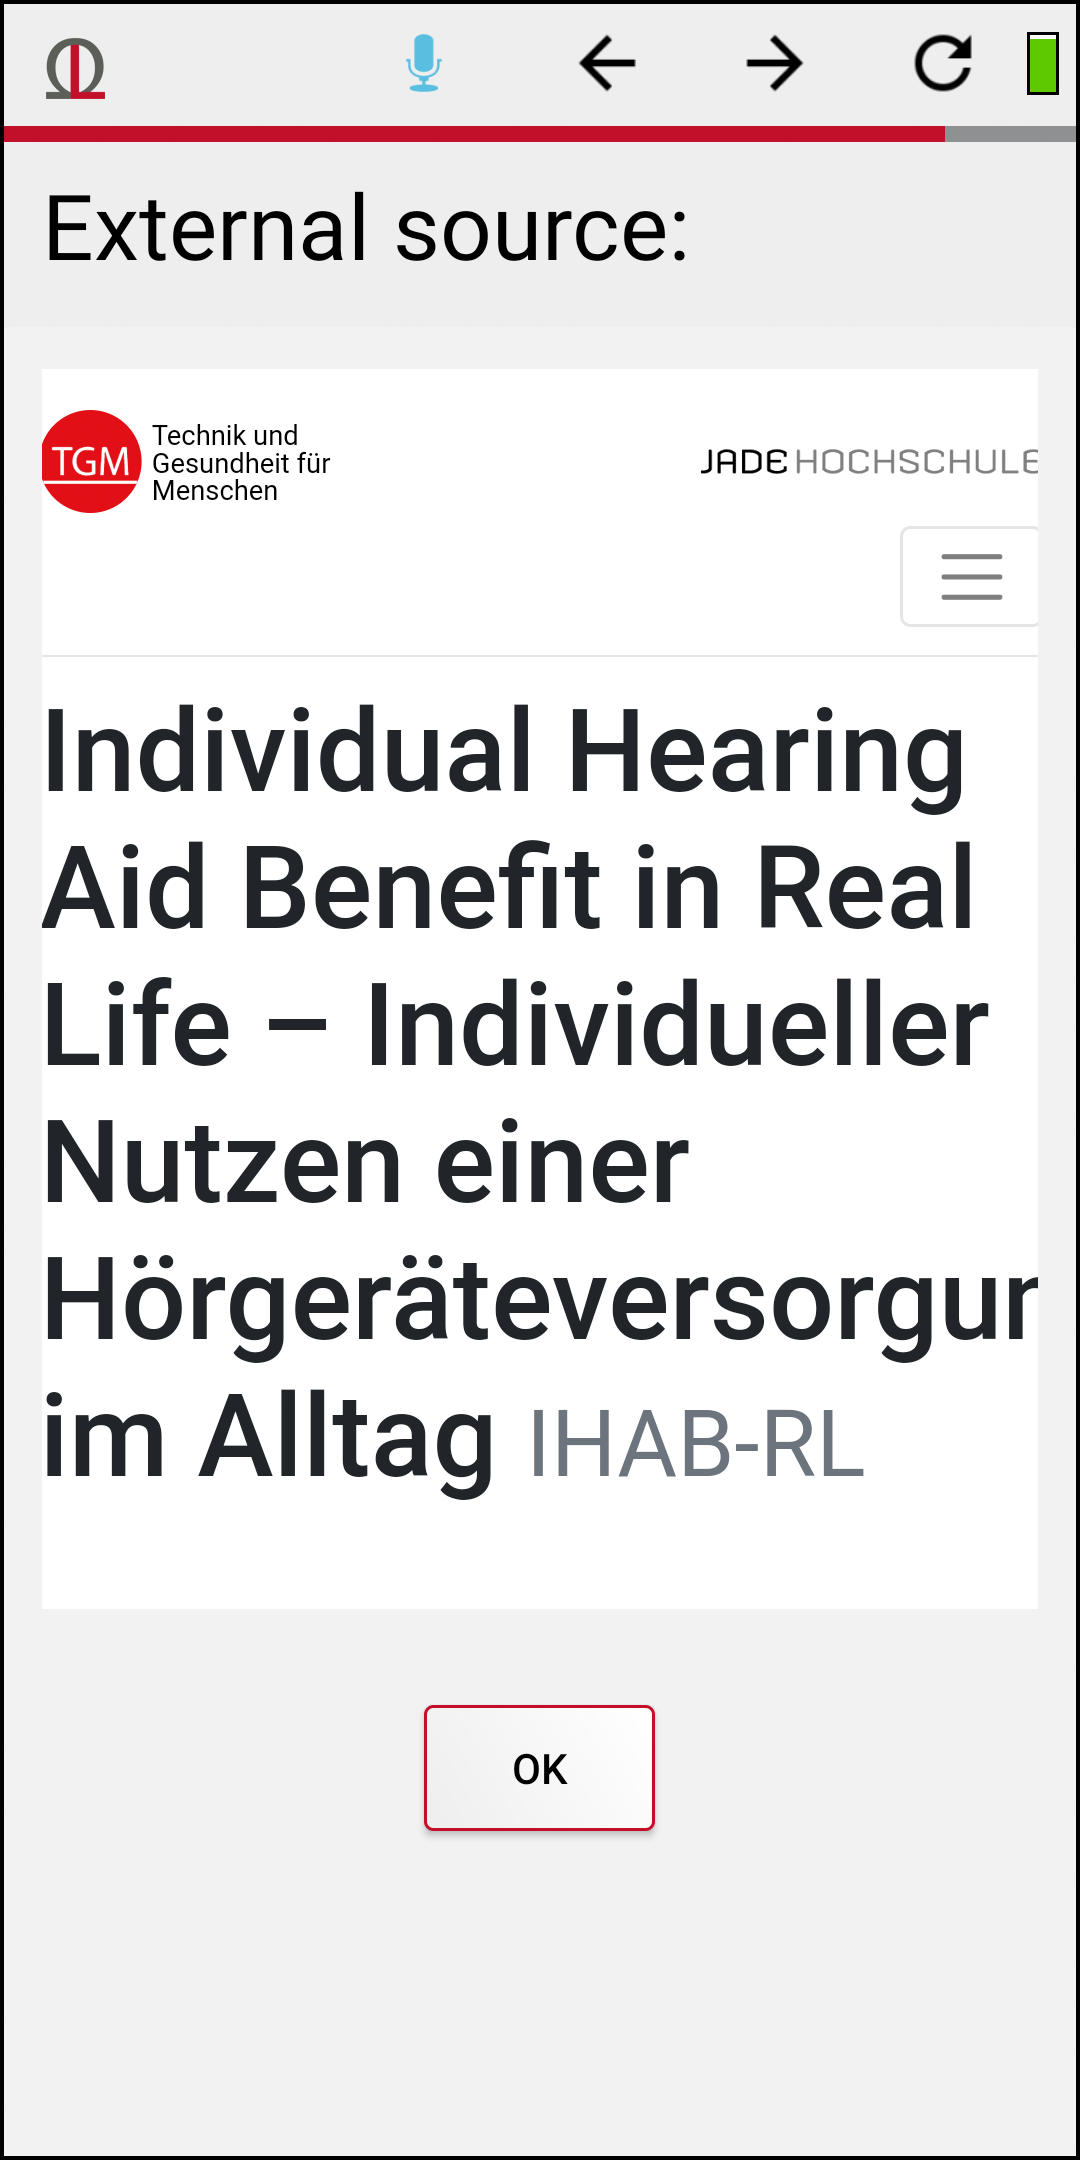 External source:
TGM
Technik und
Gesundheit für
Menschen
JADE HOCHSCHULE
Individual Hearing
Aid Benefit in Real
Life – Individueller
Nutzen einer
Hörgeräteversorgun
im Alltag IHAB-RL
OK